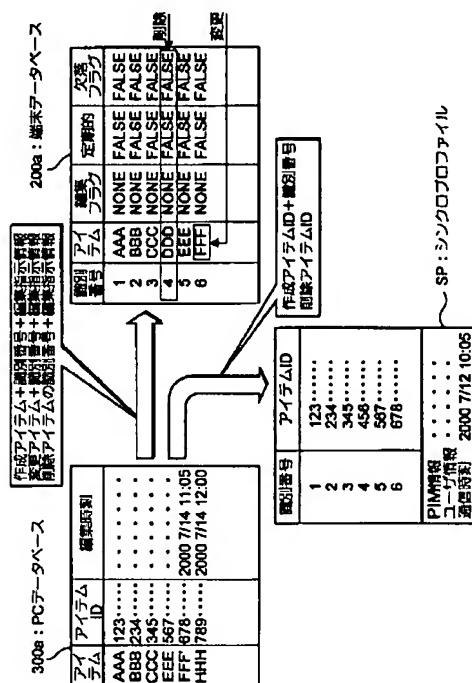 300a : PCデータベース
アイテム アイテムID 編集時刻
AAA 123‥‥‥ ‥‥‥‥‥‥
BBB 234‥‥‥ ‥‥‥‥‥‥
CCC 345‥‥‥ ‥‥‥‥‥‥
EEE 567‥‥‥ ‥‥‥‥‥‥
FFF' 678‥‥‥ 2000 7/14 11:05
HHH 789‥‥‥ 2000 7/14 12:00
作成アイテム+識別番号+編集指示情報
変更アイテム+識別番号+編集指示情報
削除アイテムの識別番号+編集指示情報
200a : 端末データベース
識別番号 アイテム 編集フラグ 定期的 欠落フラグ
1 AAA NONE FALSE FALSE
2 BBB NONE FALSE FALSE
3 CCC NONE FALSE FALSE
4 DDD NONE FALSE FALSE
5 EEE NONE FALSE FALSE
6 FFF NONE FALSE FALSE
削除
変更
作成アイテムID+識別番号
削除アイテムID
識別番号 アイテムID
1 123‥‥‥
2 234‥‥‥
3 345‥‥‥
4 456‥‥‥
5 567‥‥‥
6 678‥‥‥
PIM情報 ‥‥‥‥
ユーザ情報 ‥‥‥‥
通信時刻 2000 7/12 10:05
SP : シンクロプロファイル